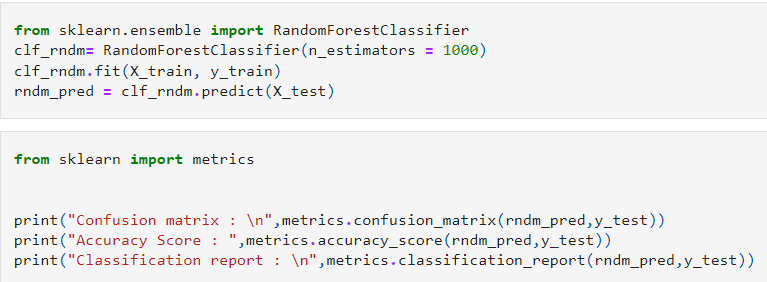 from sklearn.ensemble import RandomForestClassifier
clf_rndm= RandomForestClassifier(n_estimators = 1000)
clf_rndm.fit(X_train, y_train)
rndm_pred = clf_rndm.predict(X_test)
from sklearn import metrics
print("Confusion matrix : \n",metrics.confusion_matrix(rndm_pred,y_test))
print("Accuracy Score : ",metrics.accuracy_score(rndm_pred,y_test))
print("Classification report : \n",metrics.classification_report(rndm_pred,y_test))